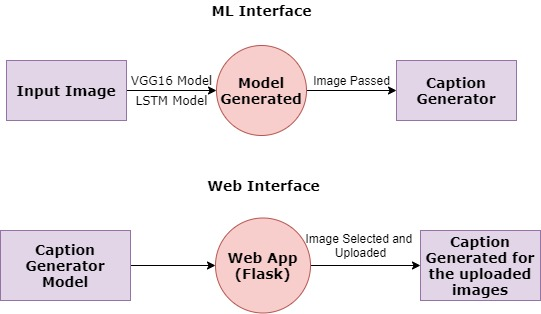 ML Interface
Input Image
VGG16 Model
LSTM Model
Model
Generated
Image Passed
Caption
Generator
Web Interface
Caption
Generator
Model
Web App
(Flask)
Image Selected and
Uploaded
Caption
Generated for
the uploaded
images